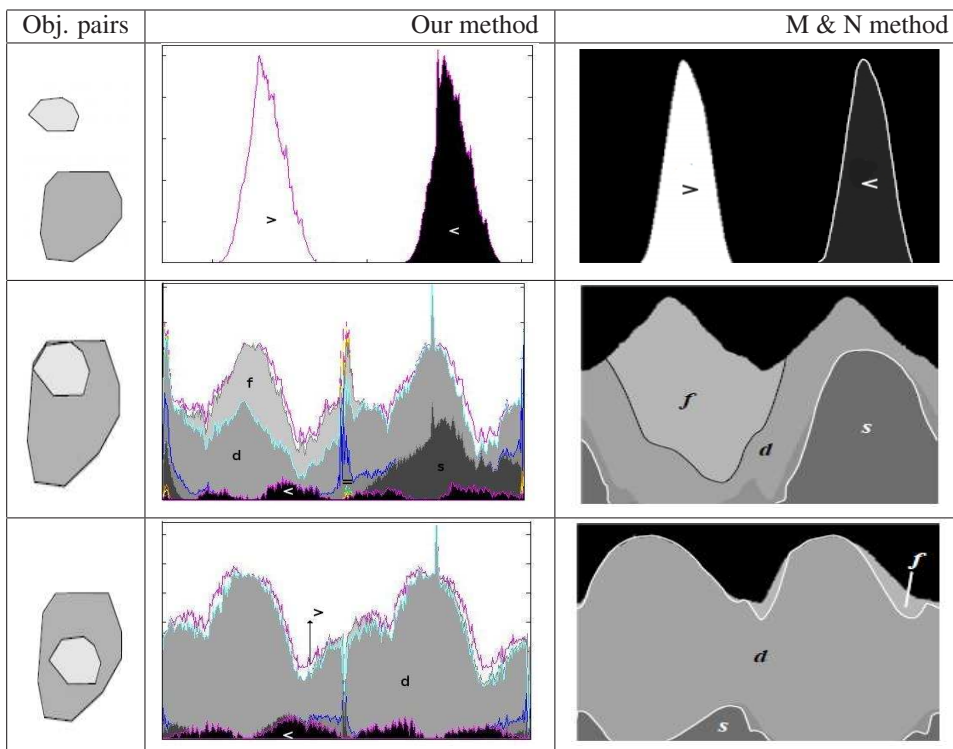 Obj. pairs Our method M & N method
> < > <
f d s < = f d s
> d < f d s